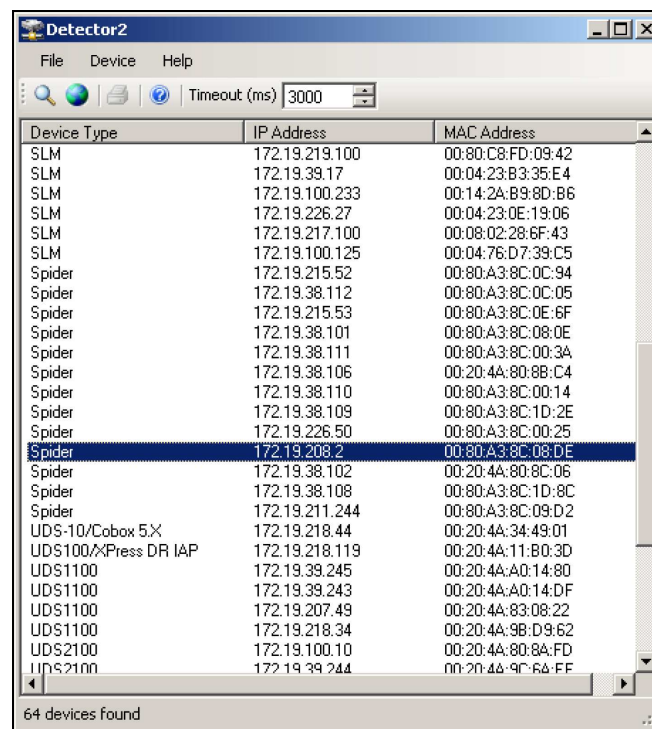 Detector2
File Device Help
Timeout (ms) 3000
Device Type IP Address MAC Address
SLM 172.19.219.100 00:80:C8:FD:09:42
SLM 172.19.39.17 00:04:23:B3:35:E4
SLM 172.19.100.233 00:14:2A:B9:8D:B6
SLM 172.19.226.27 00:04:23:0E:19:06
SLM 172.19.217.100 00:08:02:28:6F:43
SLM 172.19.100.125 00:04:76:D7:39:C5
Spider 172.19.215.52 00:80:A3:8C:0C:94
Spider 172.19.38.112 00:80:A3:8C:0C:05
Spider 172.19.215.53 00:80:A3:8C:0E:6F
Spider 172.19.38.101 00:80:A3:8C:08:0E
Spider 172.19.38.111 00:80:A3:8C:00:3A
Spider 172.19.38.106 00:20:4A:80:8B:C4
Spider 172.19.38.110 00:80:A3:8C:00:14
Spider 172.19.38.109 00:80:A3:8C:1D:2E
Spider 172.19.226.50 00:80:A3:8C:00:25
Spider 172.19.208.2 00:80:A3:8C:08:DE
Spider 172.19.38.102 00:20:4A:80:8C:06
Spider 172.19.38.108 00:80:A3:8C:1D:8C
Spider 172.19.211.244 00:80:A3:8C:09:D2
UDS-10/Cobox 5.X 172.19.218.44 00:20:4A:34:49:01
UDS100/XPress DR IAP 172.19.218.119 00:20:4A:11:B0:3D
UDS1100 172.19.39.245 00:20:4A:A0:14:80
UDS1100 172.19.39.243 00:20:4A:A0:14:DF
UDS1100 172.19.207.49 00:20:4A:83:08:22
UDS1100 172.19.218.34 00:20:4A:9B:D9:62
UDS2100 172.19.100.10 00:20:4A:80:8A:FD
UDS2100 172.19.39.244 00:20:4A:9C:6A:EF
64 devices found